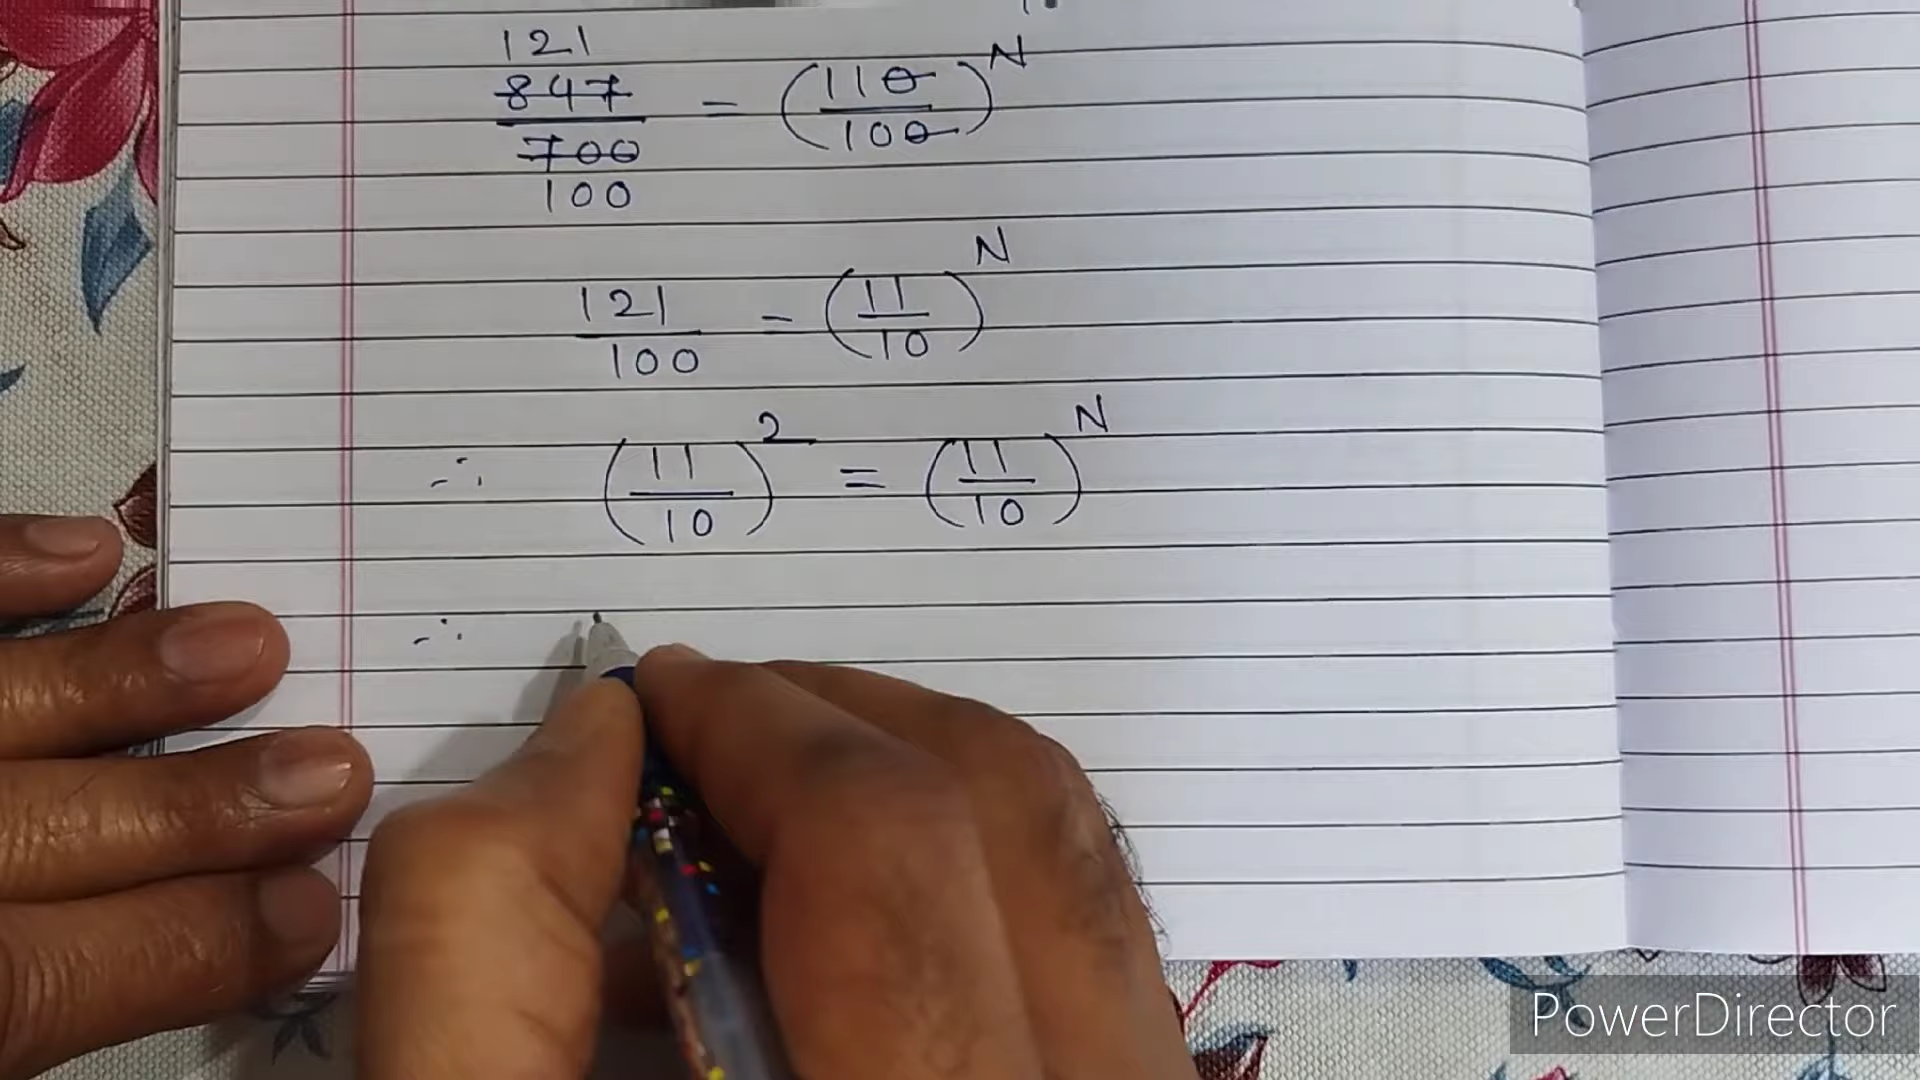 121
847/700 = (110/100)^N
100
121/100 = (11/10)^N
∴ (11/10)^2 = (11/10)^N
∴
PowerDirector